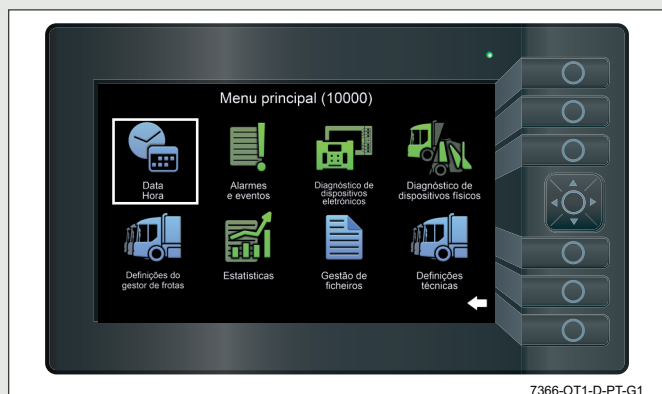 Menu principal (10000)
Data
Hora
Alarmes
e eventos
Diagnóstico de
dispositivos
eletrónicos
Diagnóstico de
dispositivos físicos
Definições do
gestor de frotas
Estatísticas
Gestão de
ficheiros
Definições
técnicas
7366-OT1-D-PT-G1